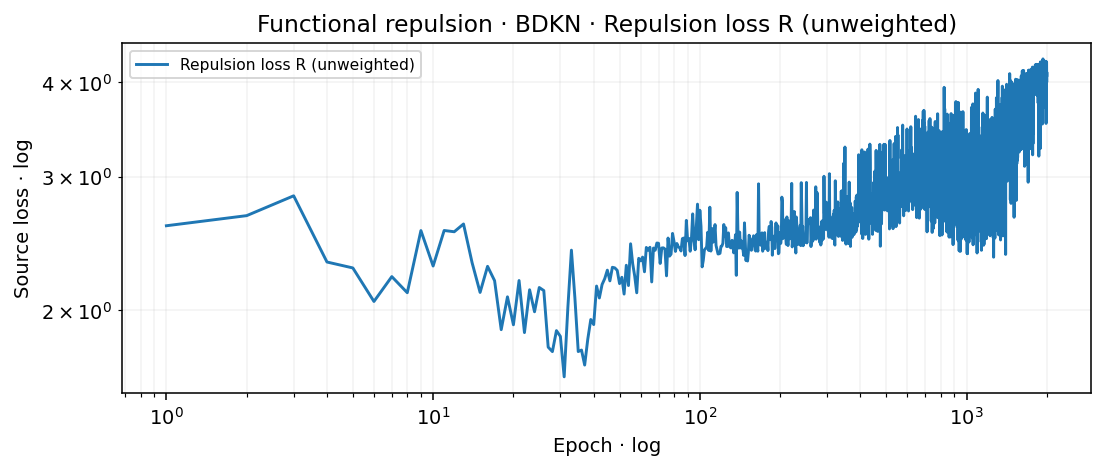 Functional repulsion · BDKN · Repulsion loss R (unweighted)
Repulsion loss R (unweighted)
Source loss · log
4 × 10⁰
3 × 10⁰
2 × 10⁰
10⁰ 10¹ 10² 10³
Epoch · log